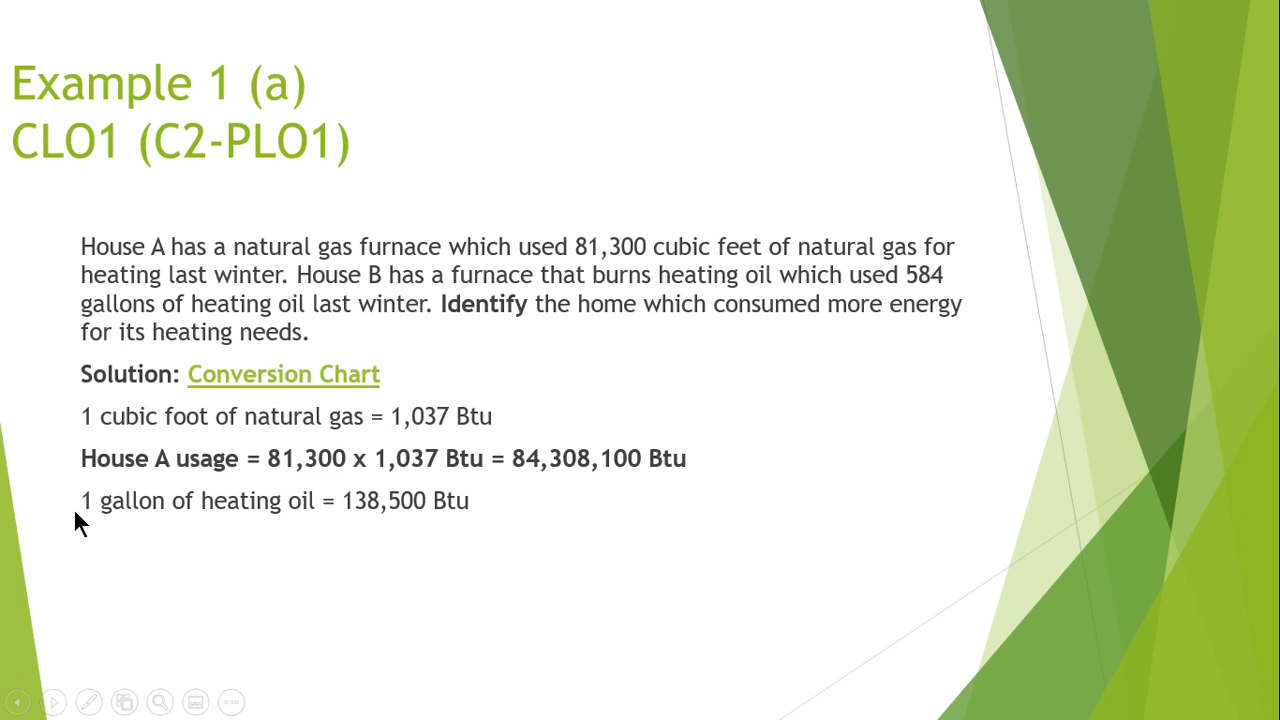 Example 1 (a)
CLO1 (C2-PLO1)
House A has a natural gas furnace which used 81,300 cubic feet of natural gas for
heating last winter. House B has a furnace that burns heating oil which used 584
gallons of heating oil last winter. Identify the home which consumed more energy
for its heating needs.
Solution: Conversion Chart
1 cubic foot of natural gas = 1,037 Btu
House A usage = 81,300 x 1,037 Btu = 84,308,100 Btu
1 gallon of heating oil = 138,500 Btu